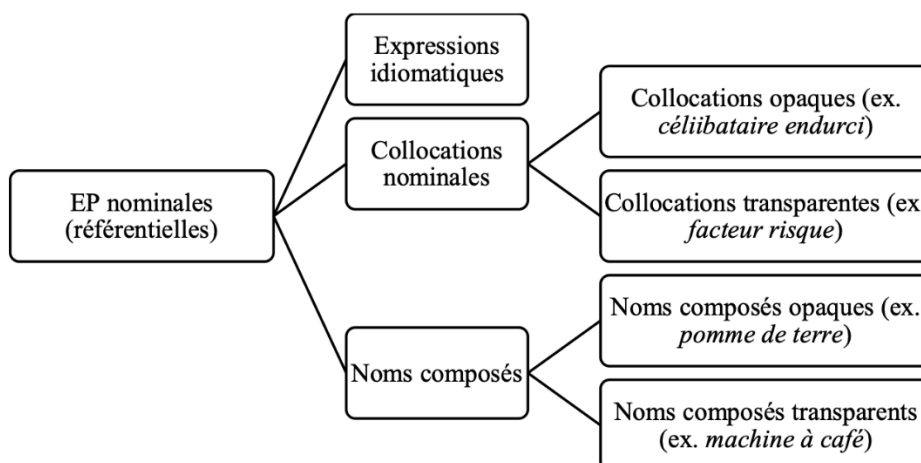 Expressions
idiomatiques
Collocations opaques (ex.
céliibataire endurci)
Collocations
nominales
EP nominales
(référentielles)
Collocations transparentes (ex
facteur risque)
Noms composés opaques (ex.
pomme de terre)
Noms composés
Noms composés transparents
(ex. machine à café)